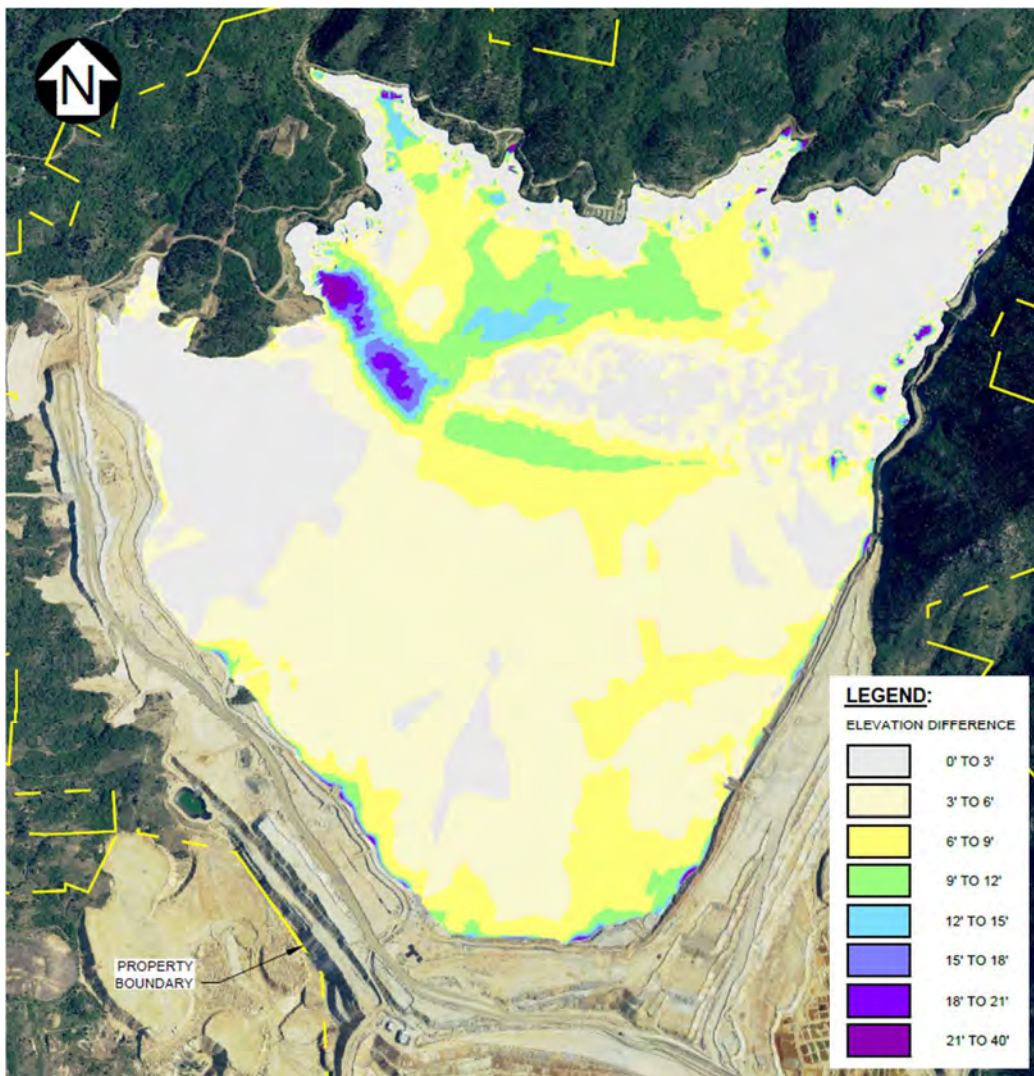 N
PROPERTY
BOUNDARY
LEGEND:
ELEVATION DIFFERENCE
0' TO 3'
3' TO 6'
6' TO 9'
9' TO 12'
12' TO 15'
15' TO 18'
18' TO 21'
21' TO 40'